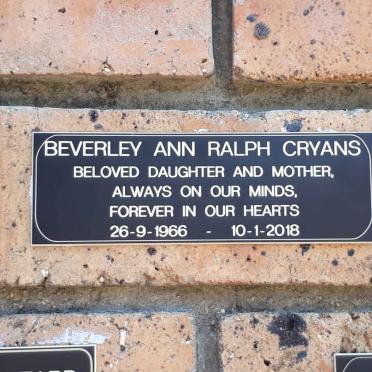 BEVERLEY ANN RALPH CRYANS
BELOVED DAUGHTER AND MOTHER,
ALWAYS ON OUR MINDS,
FOREVER IN OUR HEARTS
26-9-1966 - 10-1-2018